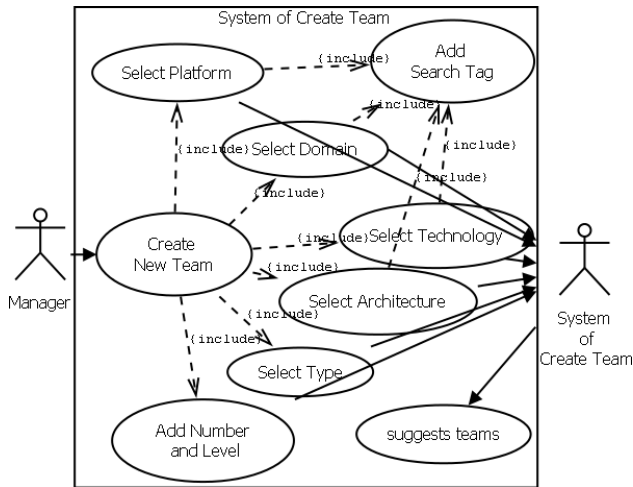 System of Create Team
Add
Search Tag
{include}
Select Platform
{include}
{include}
Select Domain
{include}
{include}
{include}
Select Technology
Create
New Team
{include}
{include}
Select Architecture
Manager
System
of
Create Team
{include}
{include}
Select Type
Add Number
and Level
suggests teams